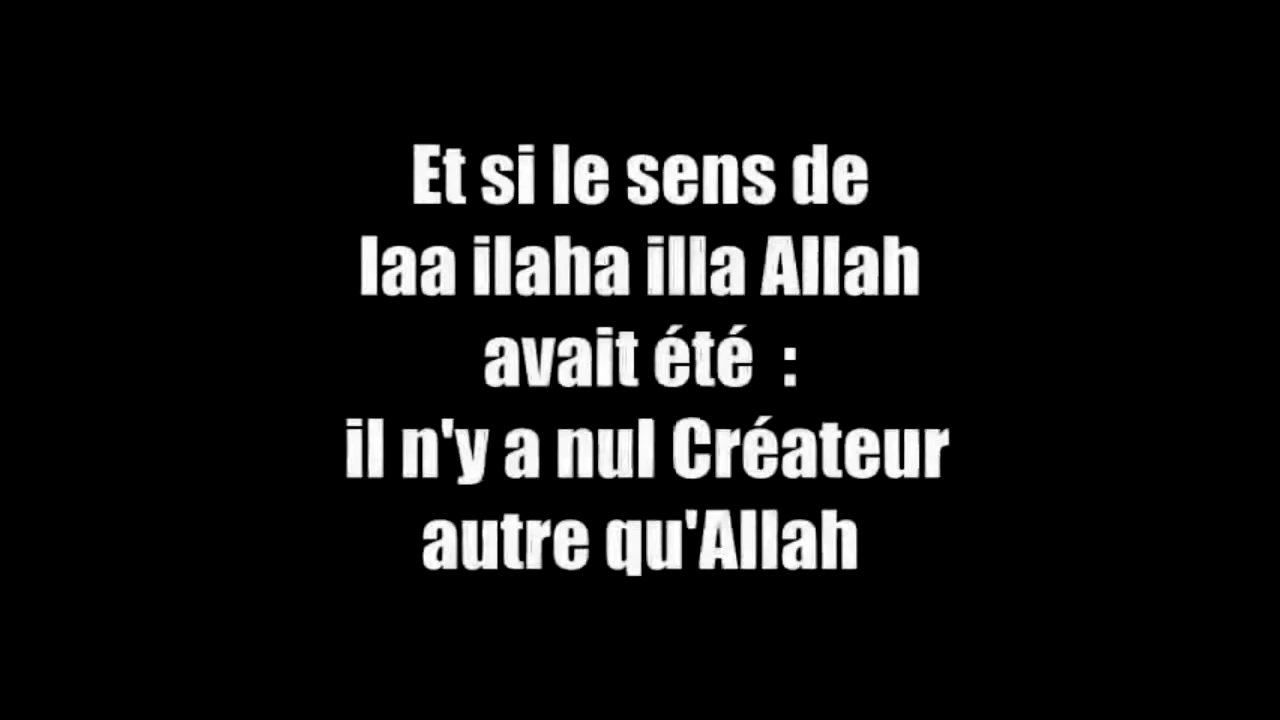 Et si le sens de
laa ilaha illa Allah
avait été :
il n'y a nul Créateur
autre qu'Allah